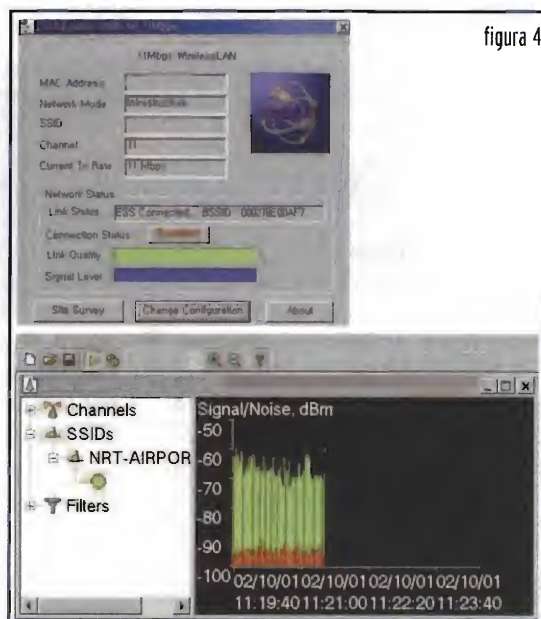 figura 4
11Mbps WirelessLAN
MAC Address
Network Mode Infrastructure
SSID
Channel 11
Current Tx Rate 11 Mbps
Network Status
Link Status ESS Connected.
BSSID
Connection Status
Link Quality
Signal Level
Site Survey Change Configuration About
Channels
SSIDs
NRT-AIRPOR
Filters
Signal/Noise, dBm
-50
-60
-70
-80
-90
-100
02/10/01 02/10/01 02/10/01 02/10/01
11:19:40 11:21:00 11:22:20 11:23:40